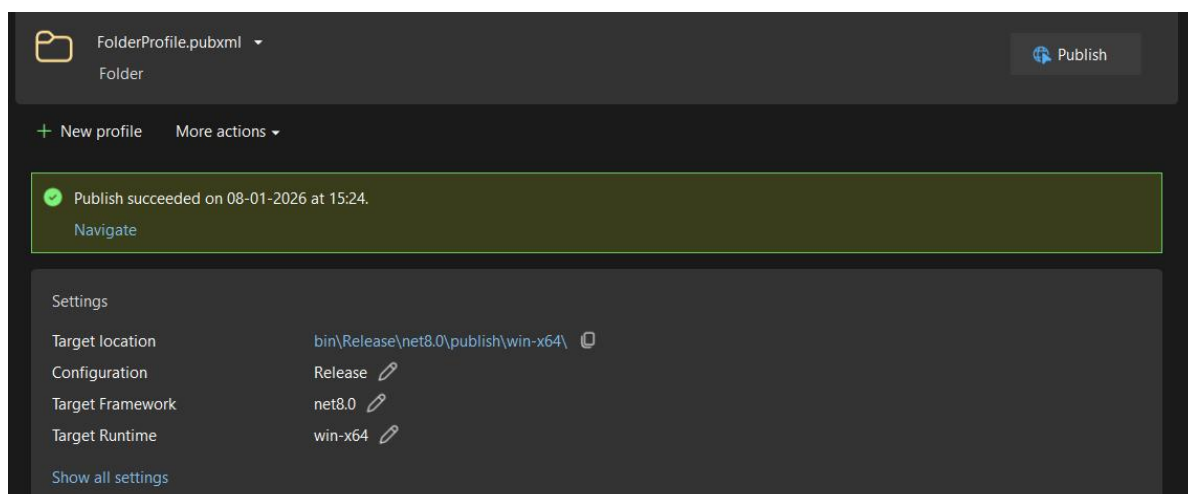 FolderProfile.pubxml
Folder
Publish
New profile More actions
Publish succeeded on 08-01-2026 at 15:24.
Navigate
Settings
Target location bin\Release\net8.0\publish\win-x64\
Configuration Release
Target Framework net8.0
Target Runtime win-x64
Show all settings